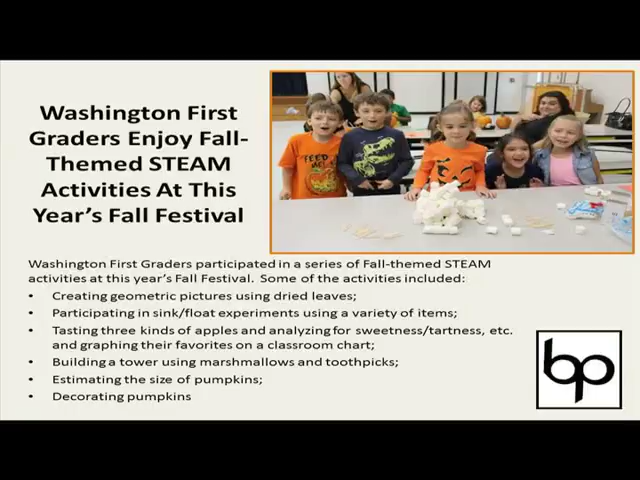 Washington First
Graders Enjoy Fall-
Themed STEAM
Activities At This
Year's Fall Festival
Washington First Graders participated in a series of Fall-themed STEAM
activities at this year's Fall Festival.  Some of the activities included:
• Creating geometric pictures using dried leaves;
• Participating in sink/float experiments using a variety of items;
• Tasting three kinds of apples and analyzing for sweetness/tartness, etc.
and graphing their favorites on a classroom chart;
• Building a tower using marshmallows and toothpicks;
• Estimating the size of pumpkins;
• Decorating pumpkins
bp